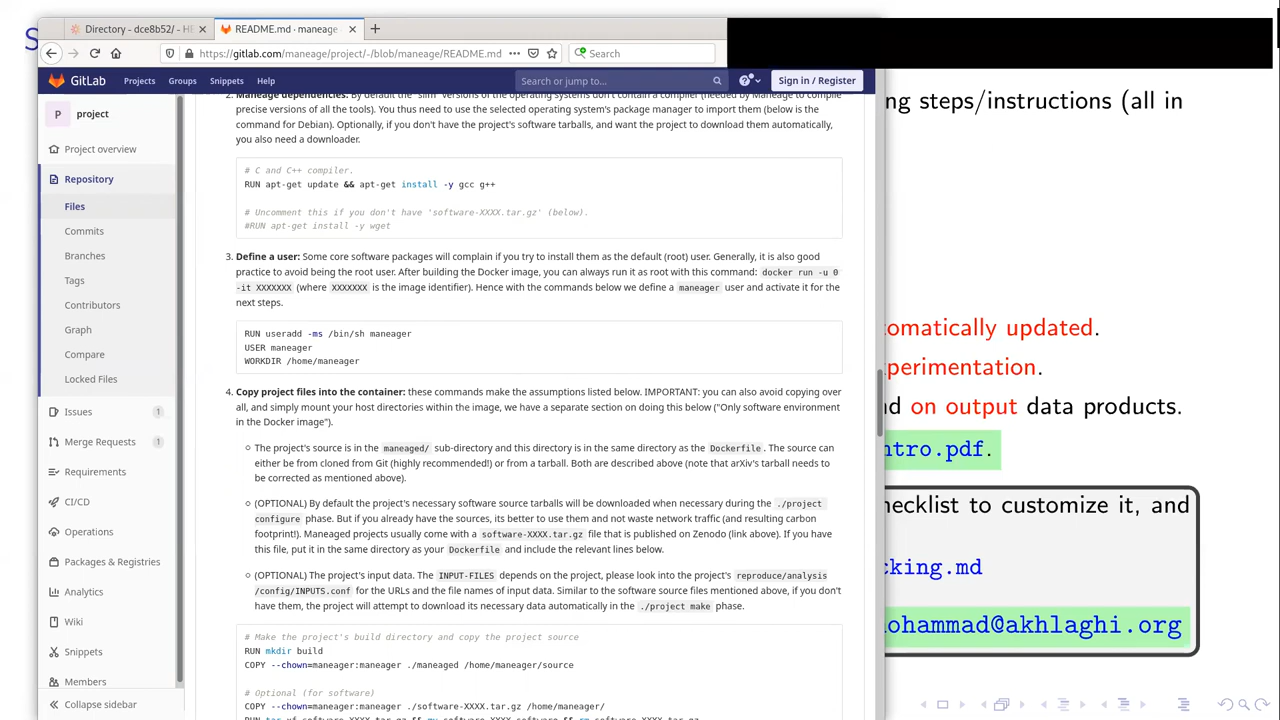 Directory - dce8b52/ - HE
README.md · maneage
https://gitlab.com/maneage/project/-/blob/maneage/README.md
Search
GitLab
Projects
Groups
Snippets
Help
Search or jump to...
Sign in / Register
P
project
Project overview
Repository
Files
Commits
Branches
Tags
Contributors
Graph
Compare
Locked Files
Issues 1
Merge Requests 1
Requirements
CI/CD
Operations
Packages & Registries
Analytics
Wiki
Snippets
Members
Collapse sidebar
2. Maneage dependencies: By default the "slim" versions of the operating systems don't contain a compiler (needed by Maneage to compile
precise versions of all the tools). You thus need to use the selected operating system's package manager to import them (below is the
command for Debian). Optionally, if you don't have the project's software tarballs, and want the project to download them automatically,
you also need a downloader.
# C and C++ compiler.
RUN apt-get update && apt-get install -y gcc g++
# Uncomment this if you don't have 'software-XXXX.tar.gz' (below).
#RUN apt-get install -y wget
3. Define a user: Some core software packages will complain if you try to install them as the default (root) user. Generally, it is also good
practice to avoid being the root user. After building the Docker image, you can always run it as root with this command: docker run -u 0
-it XXXXXXX (where XXXXXXX is the image identifier). Hence with the commands below we define a maneager user and activate it for the
next steps.
RUN useradd -ms /bin/sh maneager
USER maneager
WORKDIR /home/maneager
4. Copy project files into the container: these commands make the assumptions listed below. IMPORTANT: you can also avoid copying over
all, and simply mount your host directories within the image, we have a separate section on doing this below ("Only software environment
in the Docker image").
The project's source is in the maneaged/ sub-directory and this directory is in the same directory as the Dockerfile. The source can
either be from cloned from Git (highly recommended!) or from a tarball. Both are described above (note that arXiv's tarball needs to
be corrected as mentioned above).
(OPTIONAL) By default the project's necessary software source tarballs will be downloaded when necessary during the ./project
configure phase. But if you already have the sources, its better to use them and not waste network traffic (and resulting carbon
footprint!). Maneaged projects usually come with a software-XXXX.tar.gz file that is published on Zenodo (link above). If you have
this file, put it in the same directory as your Dockerfile and include the relevant lines below.
(OPTIONAL) The project's input data. The INPUT-FILES depends on the project, please look into the project's reproduce/analysis
/config/INPUTS.conf for the URLs and the file names of input data. Similar to the software source files mentioned above, if you don't
have them, the project will attempt to download its necessary data automatically in the ./project make phase.
# Make the project's build directory and copy the project source
RUN mkdir build
COPY --chown=maneager:maneager ./maneaged /home/maneager/source
# Optional (for software)
COPY --chown=maneager:maneager ./software-XXXX.tar.gz /home/maneager/
S
ng steps/instructions (all in
omatically updated.
perimentation.
nd on output data products.
ntro.pdf.
hecklist to customize it, and
cking.md
ohammad@akhlaghi.org